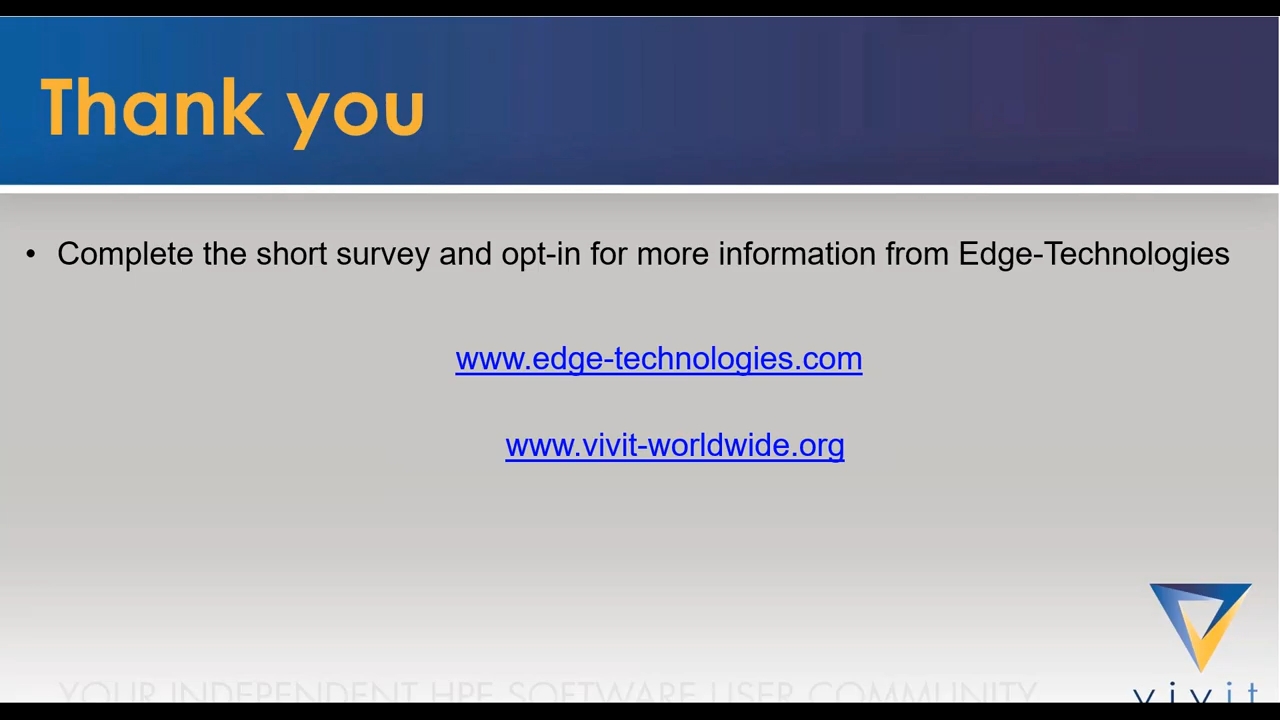 Thank you
• Complete the short survey and opt-in for more information from Edge-Technologies
www.edge-technologies.com
www.vivit-worldwide.org
YOUR INDEPENDENT HPE SOFTWARE USER COMMUNITY
vivit